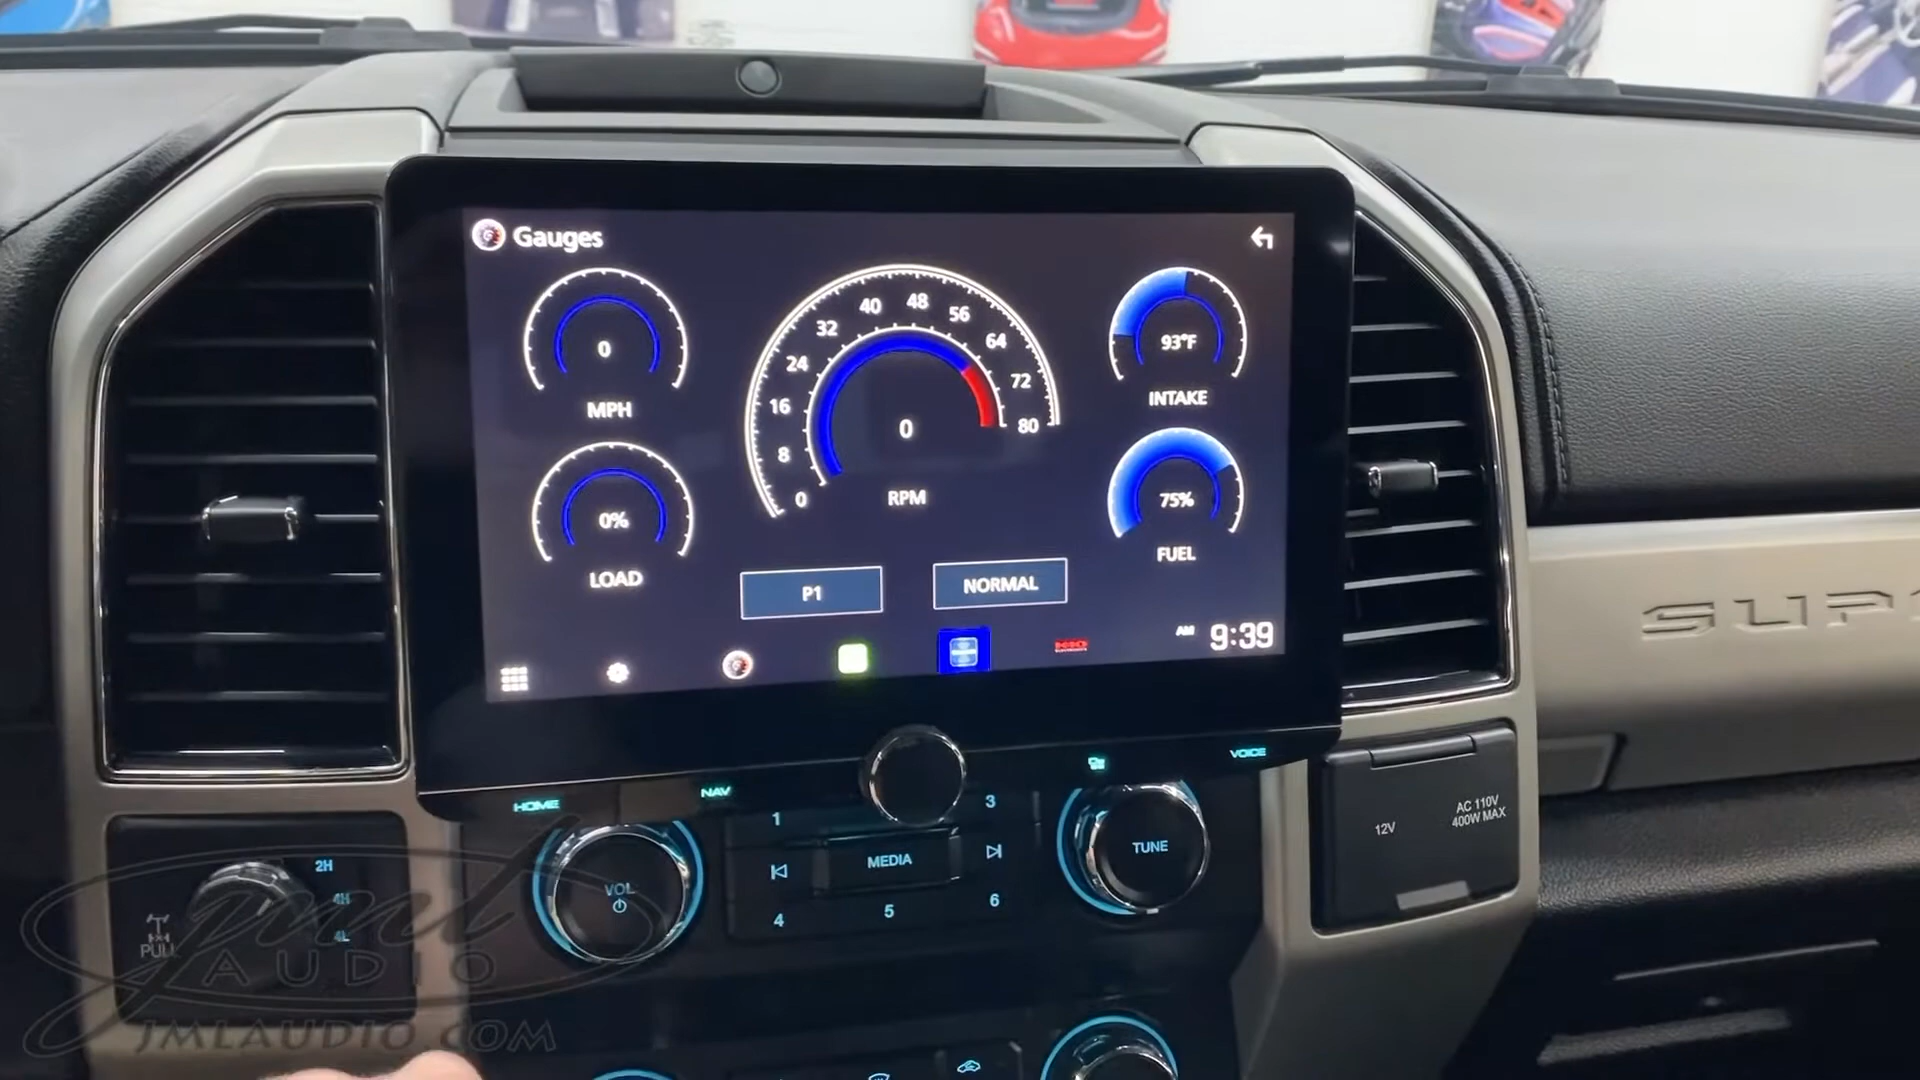 Gauges
0
MPH
0%
LOAD
0
8
16
24
32
40
48
56
64
72
80
0
RPM
93°F
INTAKE
75%
FUEL
P1
NORMAL
AM 9:39
HOME
NAV
VOICE
1
3
MEDIA
4
5
6
VOL
TUNE
2H
4H
4L
PULL
12V
AC 110V
400W MAX
SUP
jml
AUDIO
JMLAUDIO.COM